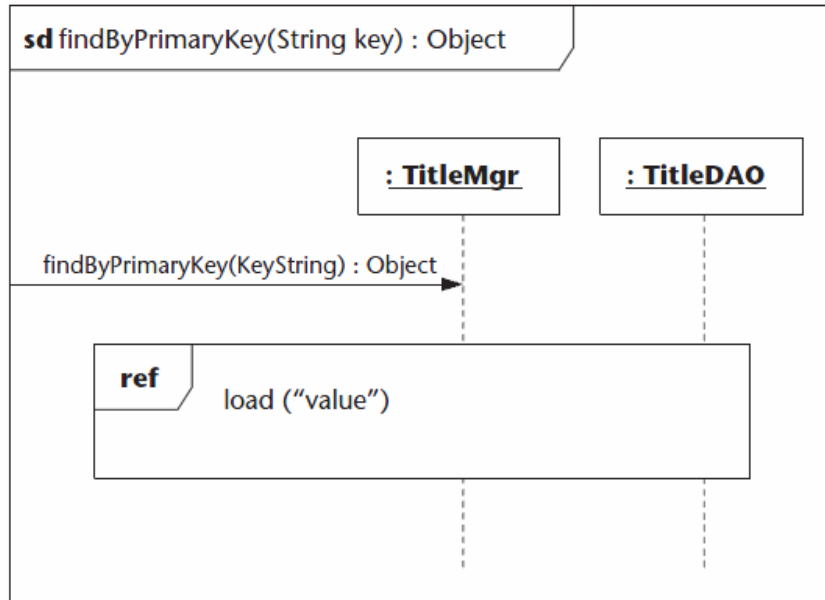 sd findByPrimaryKey(String key) : Object
: TitleMgr
: TitleDAO
findByPrimaryKey(KeyString) : Object
ref
load (“value”)